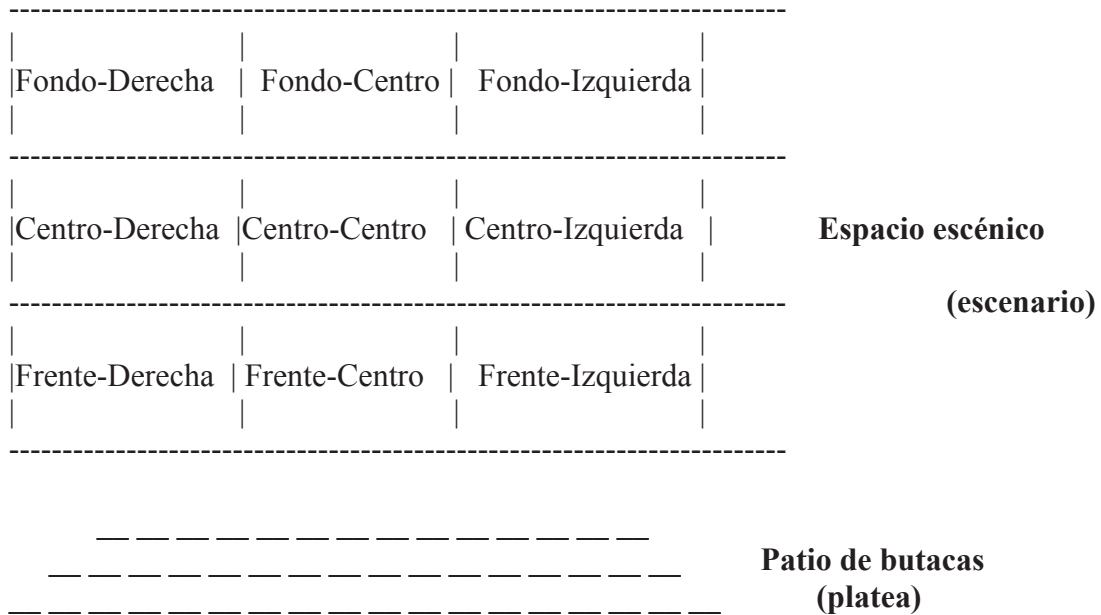 Fondo-Derecha | Fondo-Centro | Fondo-Izquierda
Centro-Derecha | Centro-Centro | Centro-Izquierda
Espacio escénico
(escenario)
Frente-Derecha | Frente-Centro | Frente-Izquierda
Patio de butacas
(platea)